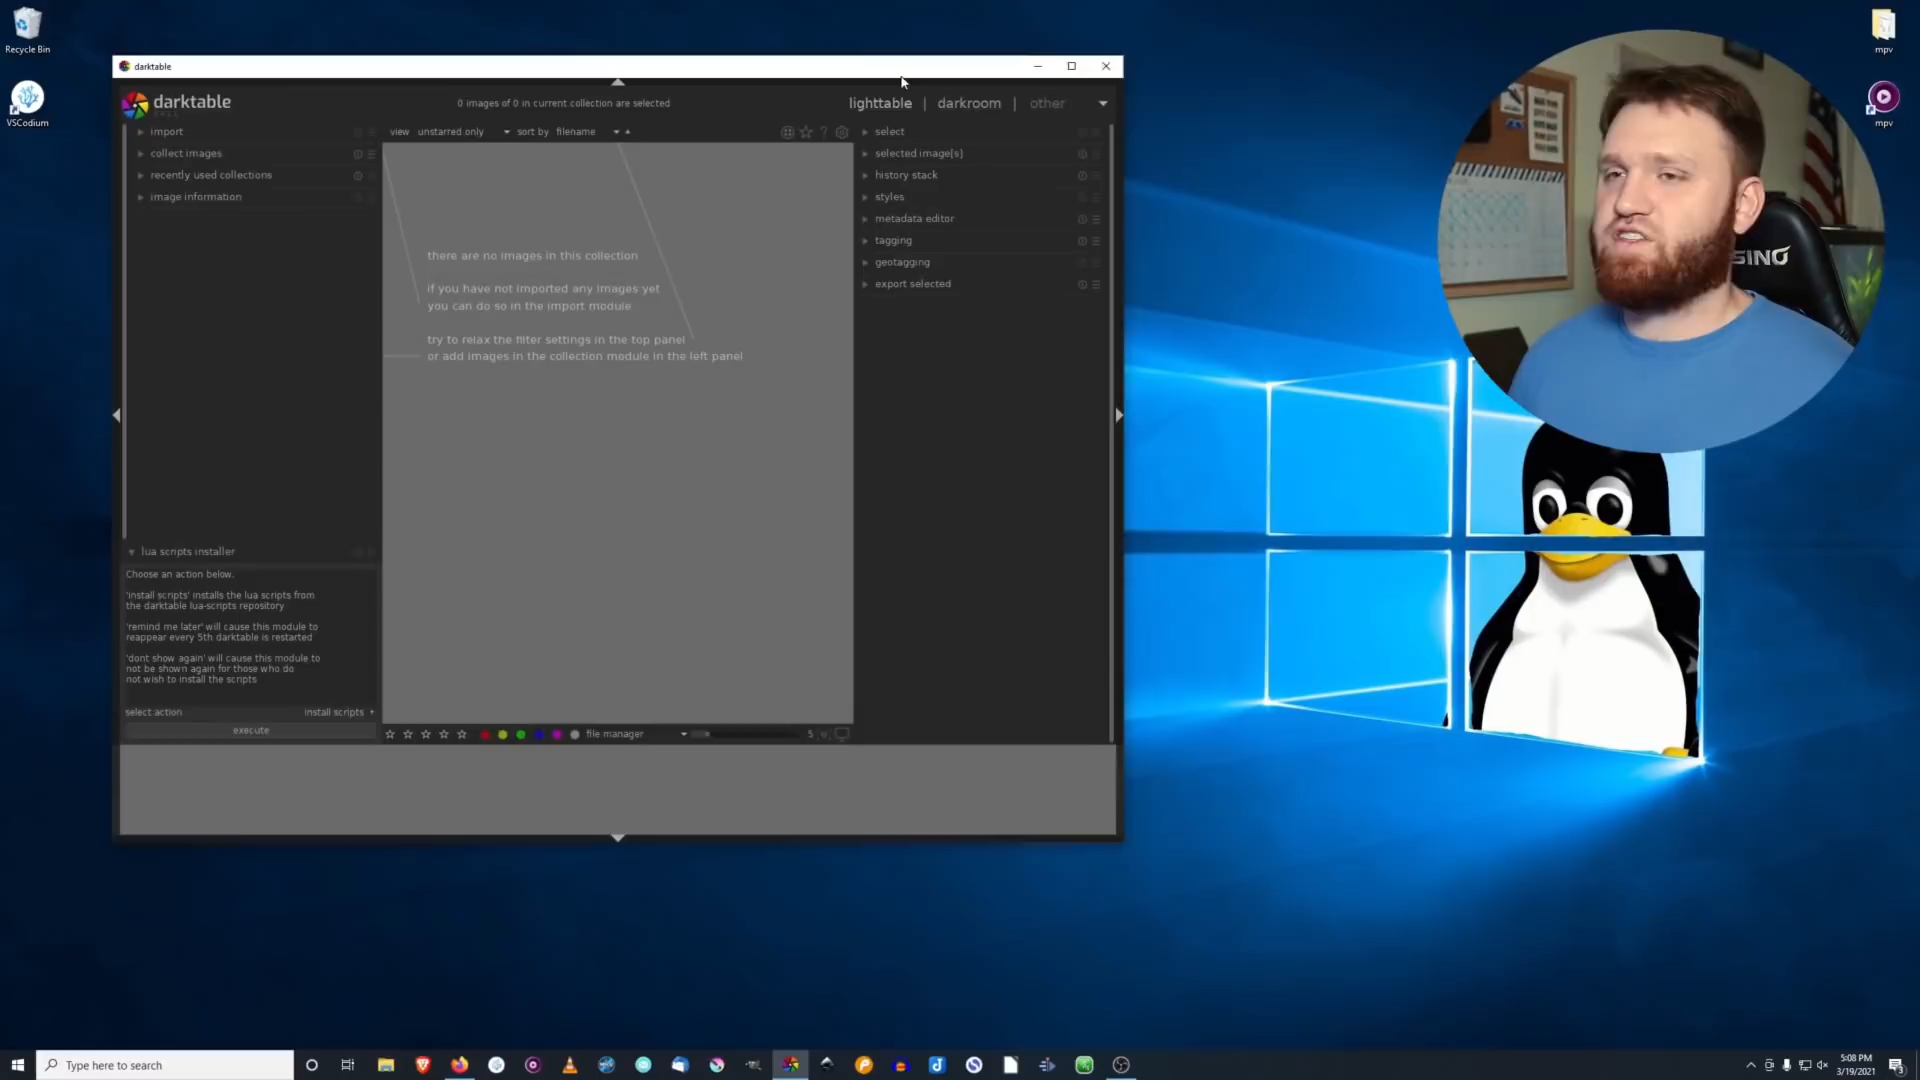 Recycle Bin
VSCodium
mpv
mpv
darktable
darktable
0 images of 0 in current collection are selected
lighttable | darkroom | other
import
collect images
recently used collections
image information
view unstarred only sort by filename
?
there are no images in this collection
if you have not imported any images yet
you can do so in the import module
try to relax the filter settings in the top panel
or add images in the collection module in the left panel
select
selected image[s]
history stack
styles
metadata editor
tagging
geotagging
export selected
lua scripts installer
Choose an action below.
'install scripts' installs the lua scripts from
the darktable lua-scripts repository
'remind me later' will cause this module to
reappear every 5th darktable is restarted
'dont show again' will cause this module to
not be shown again for those who do
not wish to install the scripts
select action install scripts
execute
file manager
5
SINO
Type here to search
5:08 PM
3/19/2021
3